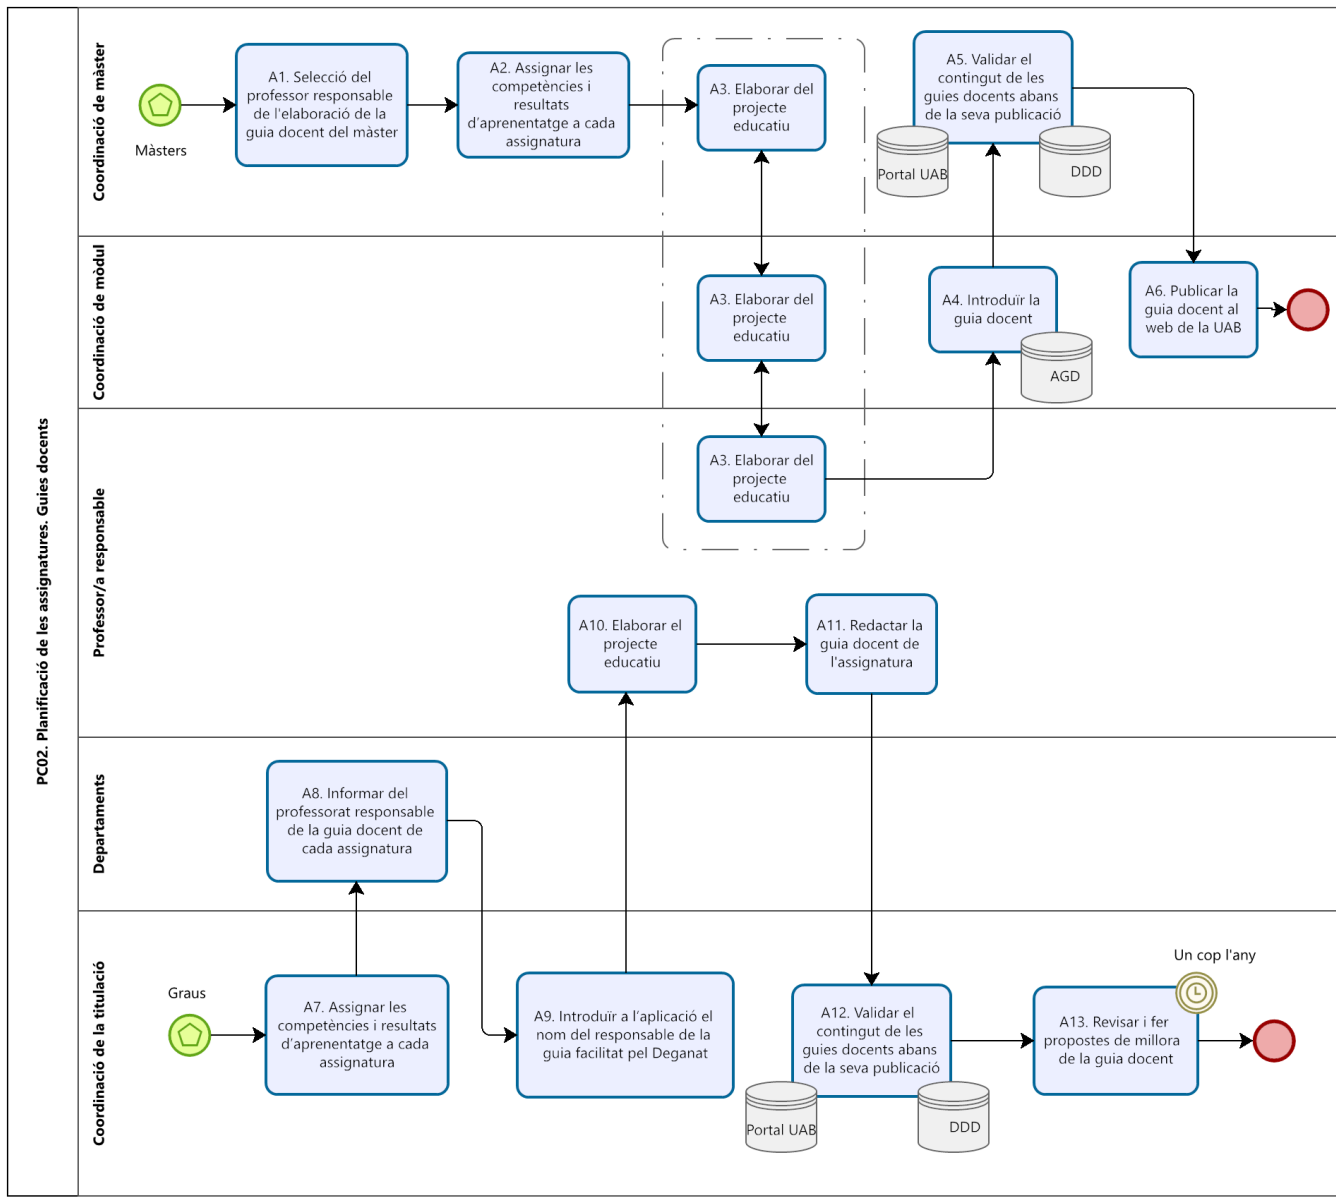 PC02. Planificació de les assignatures. Guies docents
Coordinació de màster
Màsters
A1. Selecció del
professor responsable
de l'elaboració de la
guia docent del màster
A2. Assignar les
competències i
resultats
d'aprenentatge a cada
assignatura
A3. Elaborar del
projecte
educatiu
A5. Validar el
contingut de les
guies docents abans
de la seva publicació
Portal UAB
DDD
Coordinació de mòdul
A3. Elaborar del
projecte
educatiu
A4. Introduïr la
guia docent
AGD
A6. Publicar la
guia docent al
web de la UAB
Professor/a responsable
A3. Elaborar del
projecte
educatiu
A10. Elaborar el
projecte
educatiu
A11. Redactar la
guia docent de
l'assignatura
Departaments
A8. Informar del
professorat responsable
de la guia docent de
cada assignatura
Coordinació de la titulació
Graus
A7. Assignar les
competències i resultats
d'aprenentatge a cada
assignatura
A9. Introduïr a l'aplicació el
nom del responsable de la
guia facilitat pel Deganat
A12. Validar el
contingut de les
guies docents abans
de la seva publicació
Portal UAB
DDD
Un cop l'any
A13. Revisar i fer
propostes de millora
de la guia docent